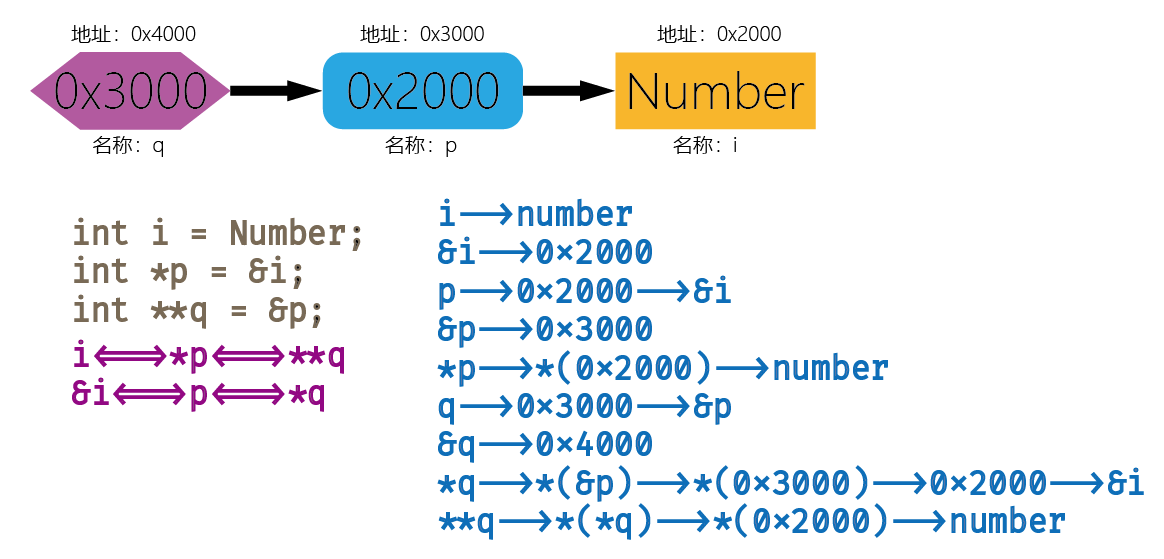 地址：0x4000 地址：0x3000 地址：0x2000
0x3000 0x2000 Number
名称：q 名称：p 名称：i
int i = Number;
int *p = &i;
int **q = &p;
i⟺*p⟺**q
&i⟺p⟺*q
i⟶number
&i⟶0×2000
p⟶0×2000⟶&i
&p⟶0×3000
*p⟶*(0×2000)⟶number
q⟶0×3000⟶&p
&q⟶0×4000
*q⟶*(&p)⟶*(0×3000)⟶0×2000⟶&i
**q⟶*(*q)⟶*(0×2000)⟶number